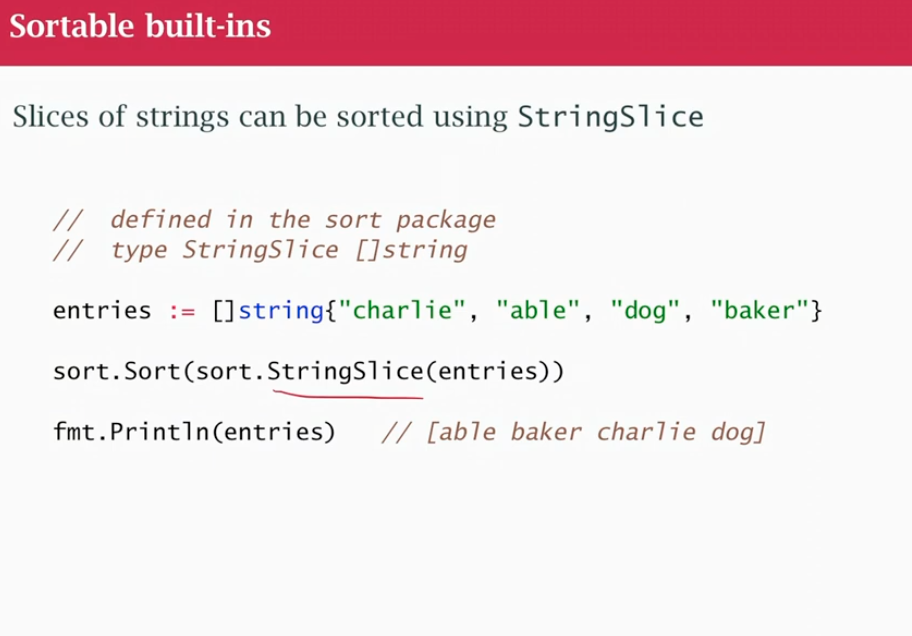 Sortable built-ins
Slices of strings can be sorted using StringSlice
// defined in the sort package
// type StringSlice []string
entries := []string{"charlie", "able", "dog", "baker"}
sort.Sort(sort.StringSlice(entries))
fmt.Println(entries) // [able baker charlie dog]